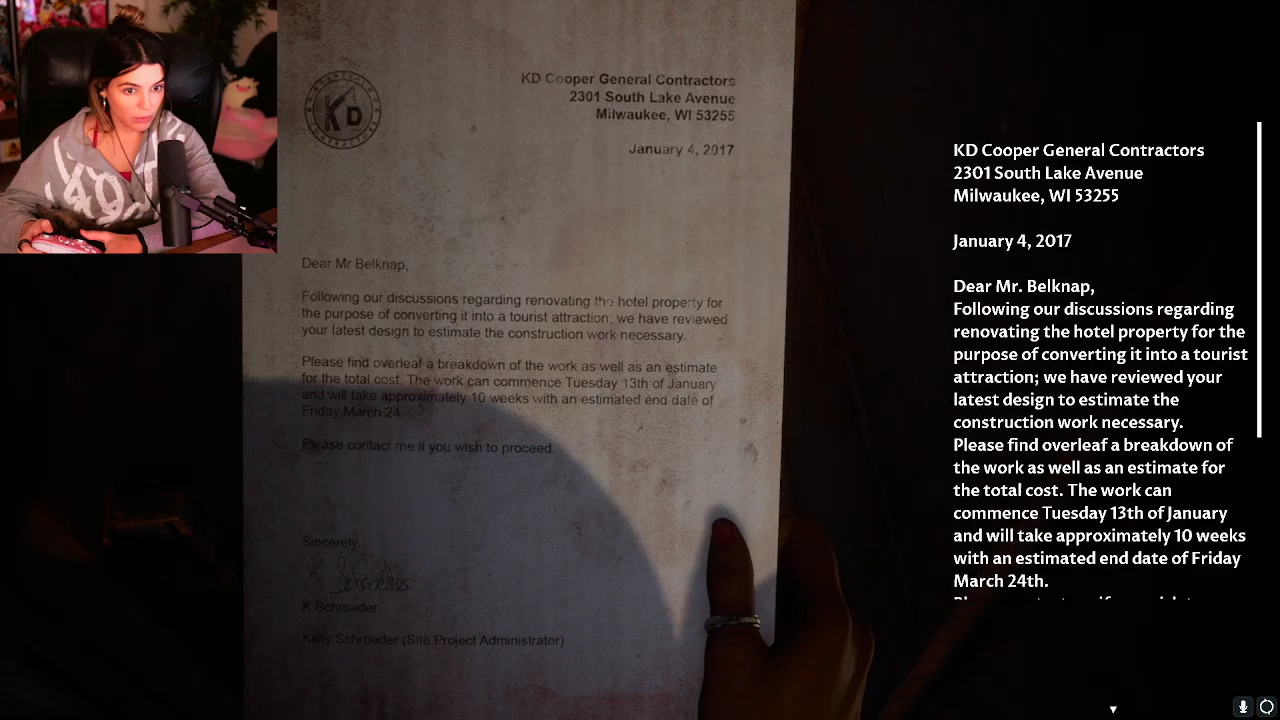 KD
KD Cooper General Contractors
2301 South Lake Avenue
Milwaukee, WI 53255
January 4, 2017
Dear Mr Belknap,
Following our discussions regarding renovating the hotel property for
the purpose of converting it into a tourist attraction; we have reviewed
your latest design to estimate the construction work necessary.
Please find overleaf a breakdown of the work as well as an estimate
for the total cost. The work can commence Tuesday 13th of January
and will take approximately 10 weeks with an estimated end date of
Friday March 24
Please contact me if you wish to proceed.
Sincerely
K Schroeder
K Schroeder
Kelly Schroeder (Site Project Administrator)
KD Cooper General Contractors
2301 South Lake Avenue
Milwaukee, WI 53255
January 4, 2017
Dear Mr. Belknap,
Following our discussions regarding
renovating the hotel property for the
purpose of converting it into a tourist
attraction; we have reviewed your
latest design to estimate the
construction work necessary.
Please find overleaf a breakdown of
the work as well as an estimate for
the total cost. The work can
commence Tuesday 13th of January
and will take approximately 10 weeks
with an estimated end date of Friday
March 24th.